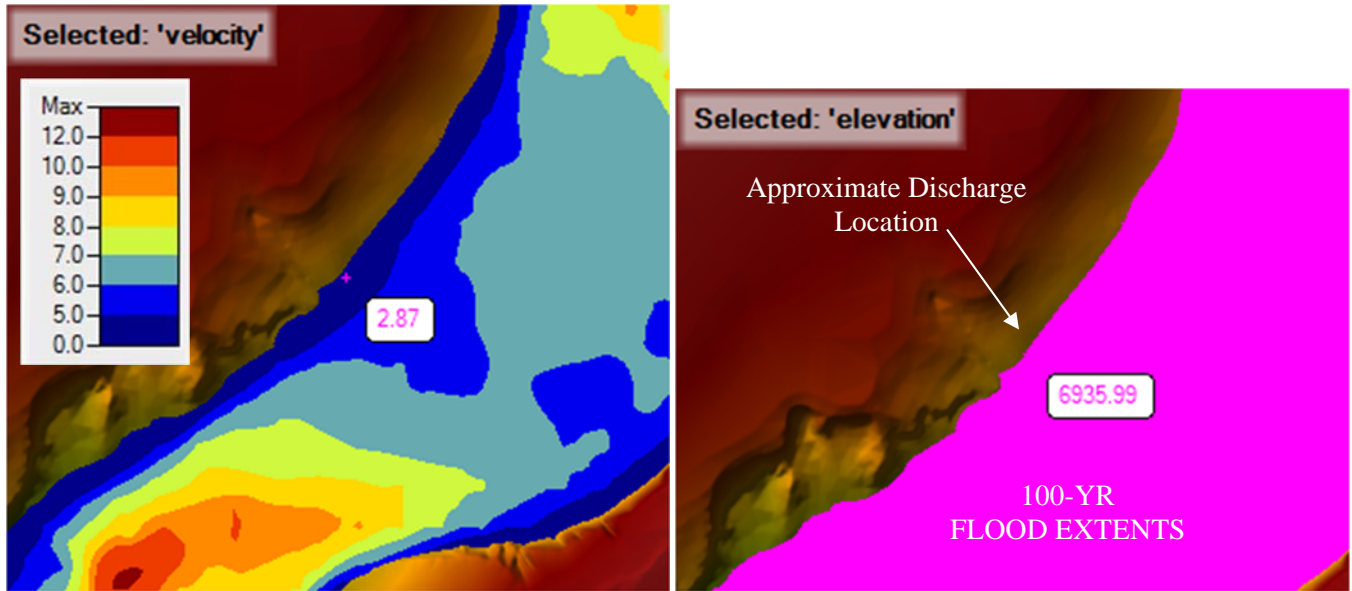 Selected: 'velocity'
Max
12.0
10.0
9.0
8.0
7.0
6.0
5.0
0.0
2.87
Selected: 'elevation'
Approximate Discharge
Location
6935.99
100-YR
FLOOD EXTENTS